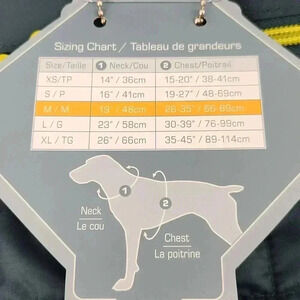 Sizing Chart / Tableau de grandeurs
Size/Taille 1 Neck/Cou 2 Chest/Poitrail
XS/TP 14" / 36cm 15-20" / 38-41cm
S / P 16" / 41cm 19-27" / 48-69cm
M / M 19" / 48cm 26-35" / 66-89cm
L / G 23" / 58cm 30-39" / 76-99cm
XL / TG 26" / 66cm 35-45" / 89-114cm
1
2
Neck
Le cou
Chest
La poitrine